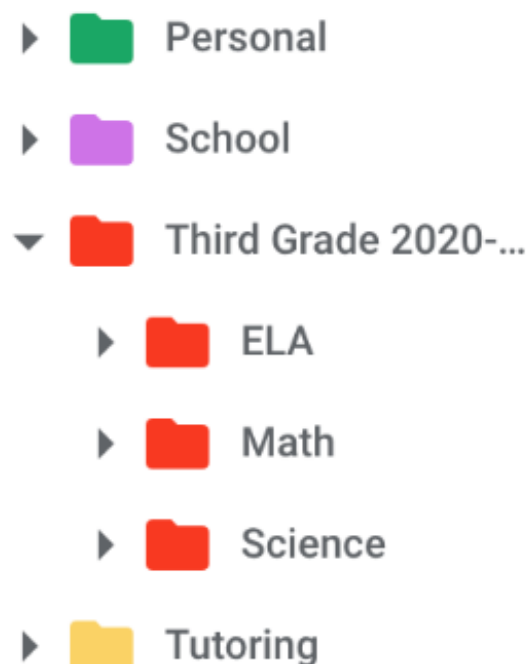 Personal
School
Third Grade 2020-...
ELA
Math
Science
Tutoring